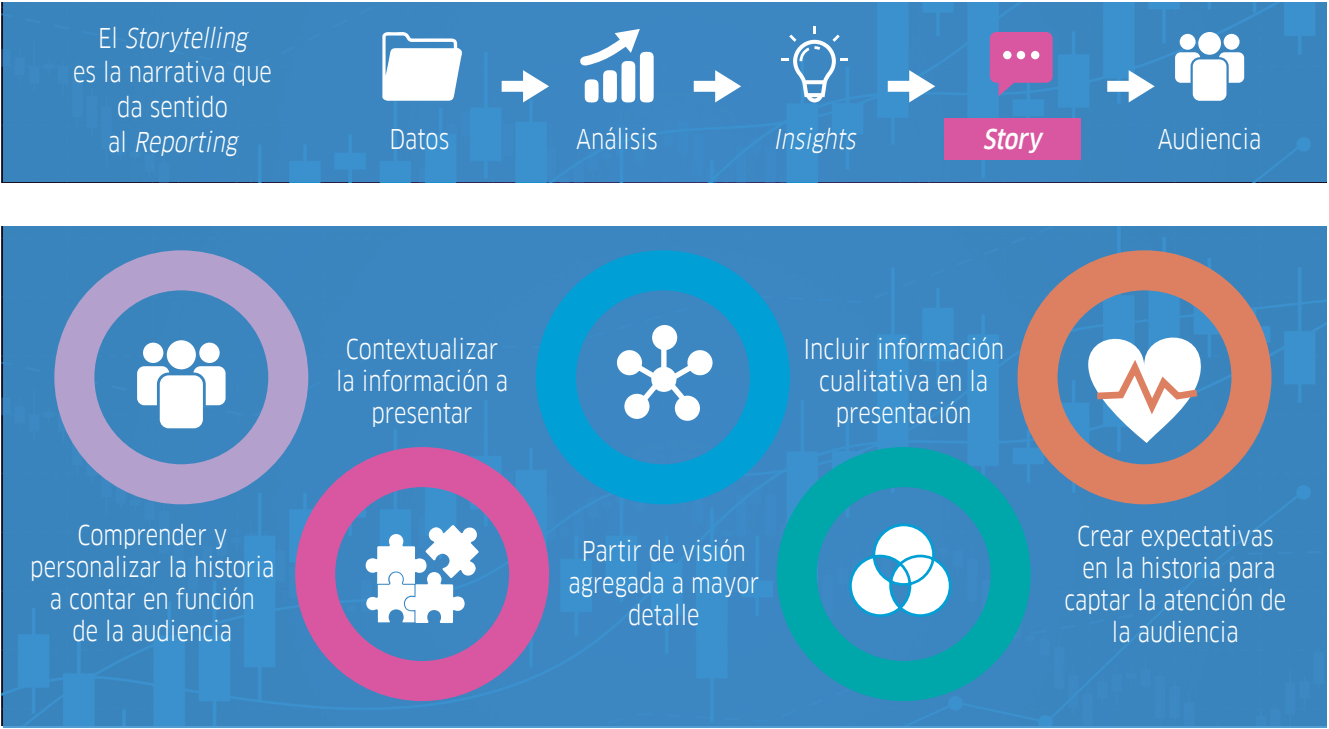 El Storytelling
es la narrativa que
da sentido
al Reporting
Datos
Análisis
Insights
Story
Audiencia
Comprender y
personalizar la historia
a contar en función
de la audiencia
Contextualizar
la información a
presentar
Partir de visión
agregada a mayor
detalle
Incluir información
cualitativa en la
presentación
Crear expectativas
en la historia para
captar la atención de
la audiencia